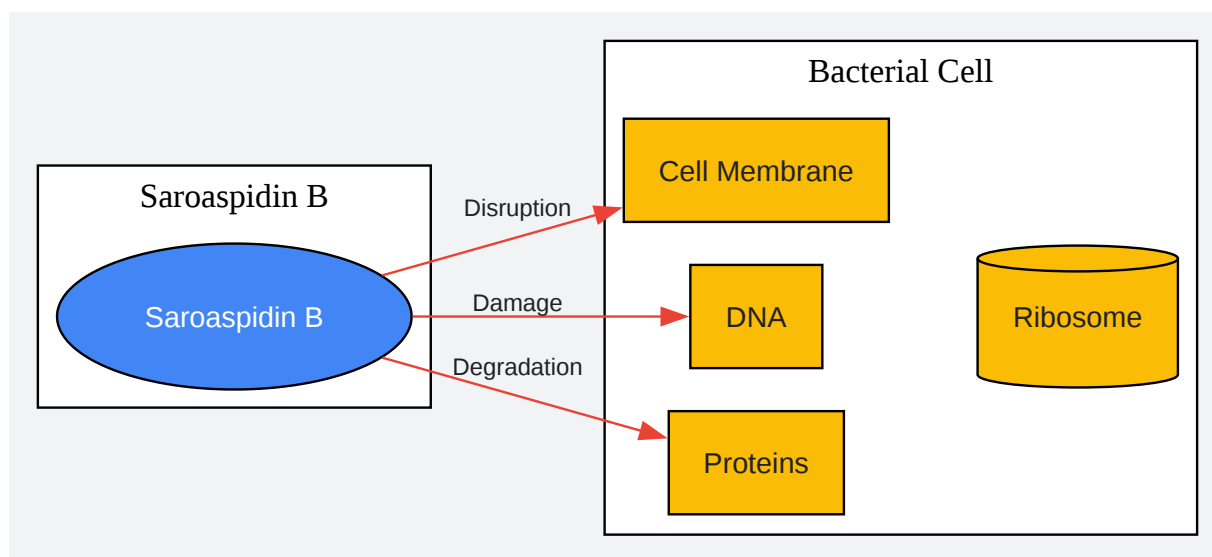 Bacterial Cell
Cell Membrane
Saroaspidin B
Disruption
Saroaspidin B
Damage
DNA
Ribosome
Degradation
Proteins